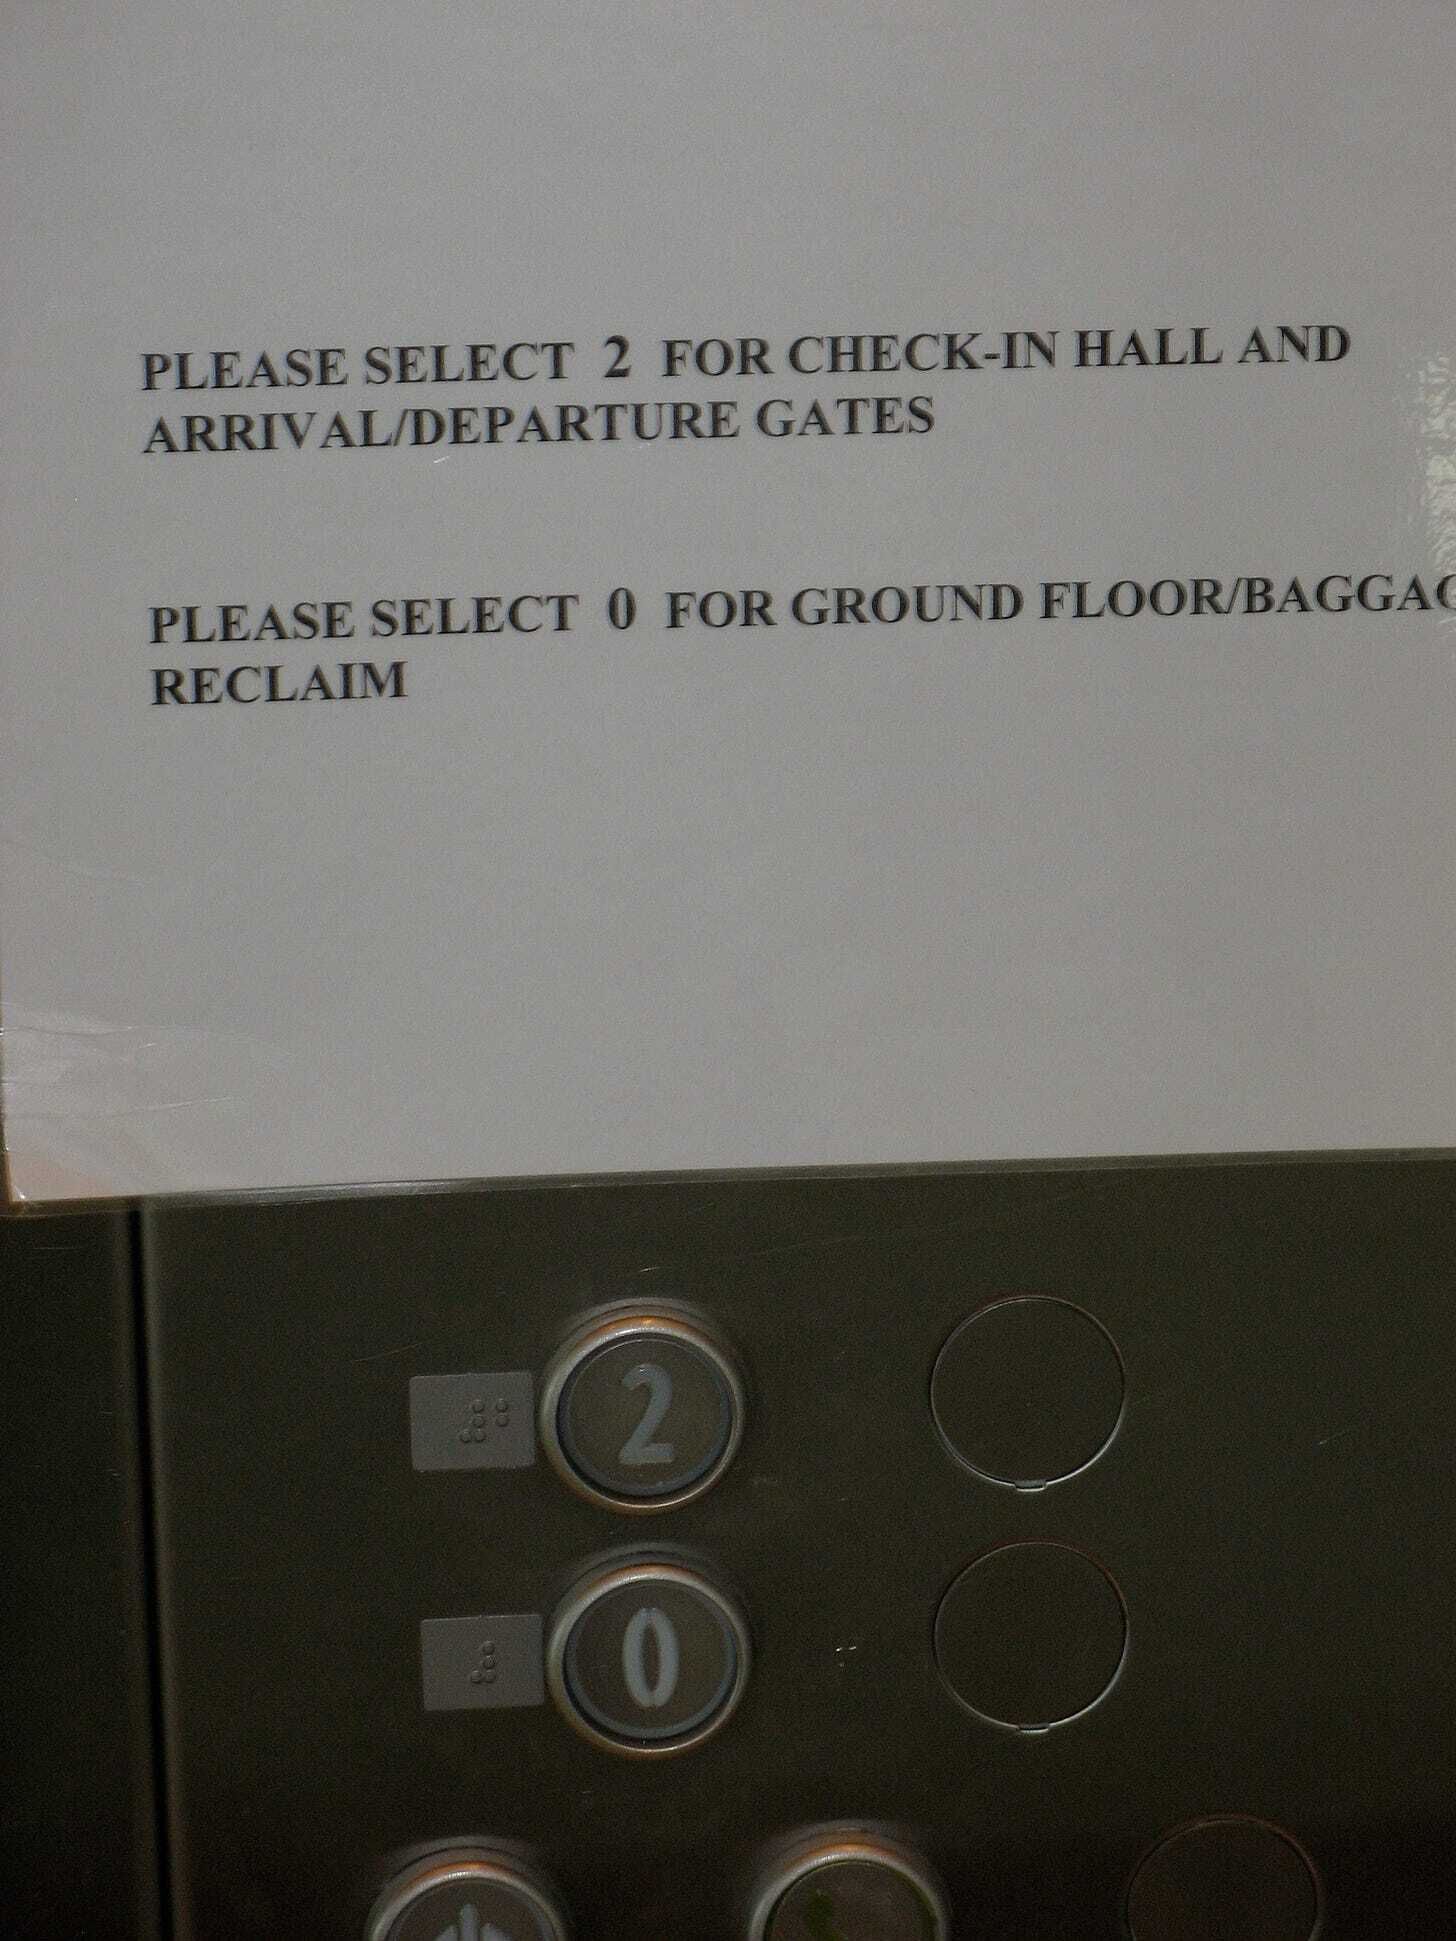 PLEASE SELECT 2 FOR CHECK-IN HALL AND
ARRIVAL/DEPARTURE GATES
PLEASE SELECT 0 FOR GROUND FLOOR/BAGGAG
RECLAIM
2
0